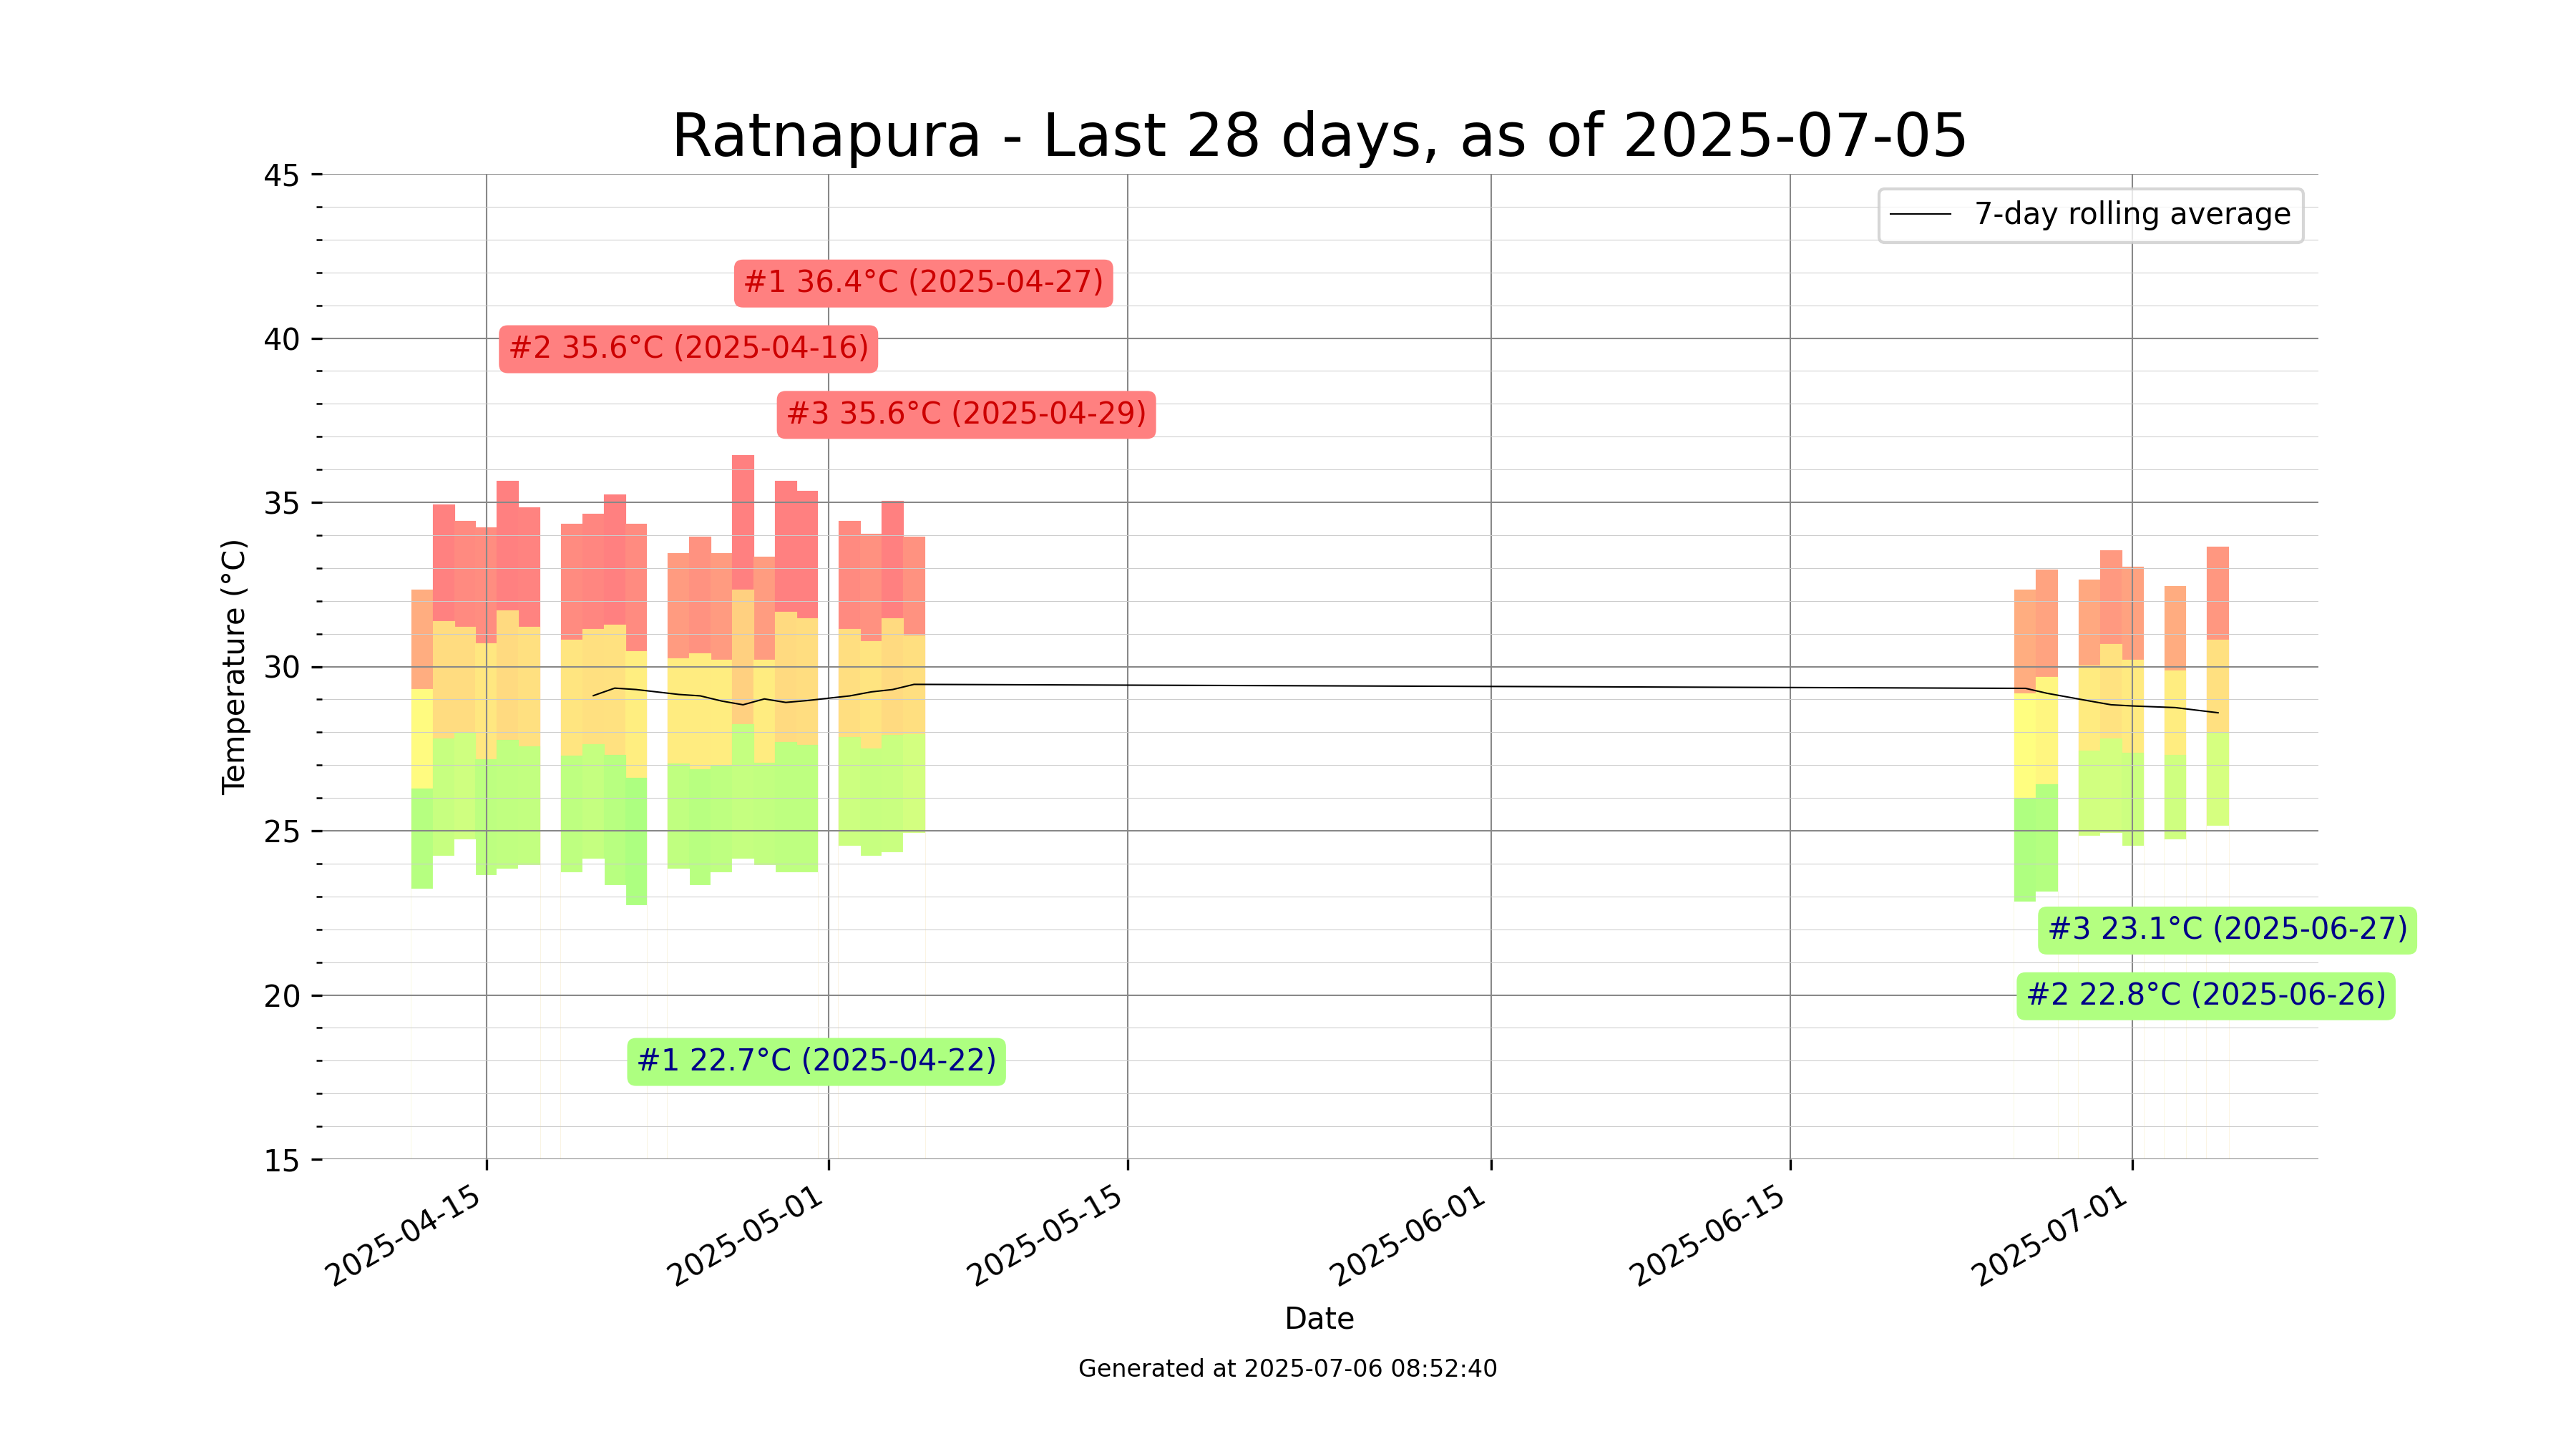 Ratnapura - Last 28 days, as of 2025-07-05
7-day rolling average
#1 36.4°C (2025-04-27)
#2 35.6°C (2025-04-16)
#3 35.6°C (2025-04-29)
45
40
35
30
25
20
15
Temperature (°C)
#3 23.1°C (2025-06-27)
#2 22.8°C (2025-06-26)
#1 22.7°C (2025-04-22)
2025-04-15
2025-05-01
2025-05-15
2025-06-01
2025-06-15
2025-07-01
Date
Generated at 2025-07-06 08:52:40